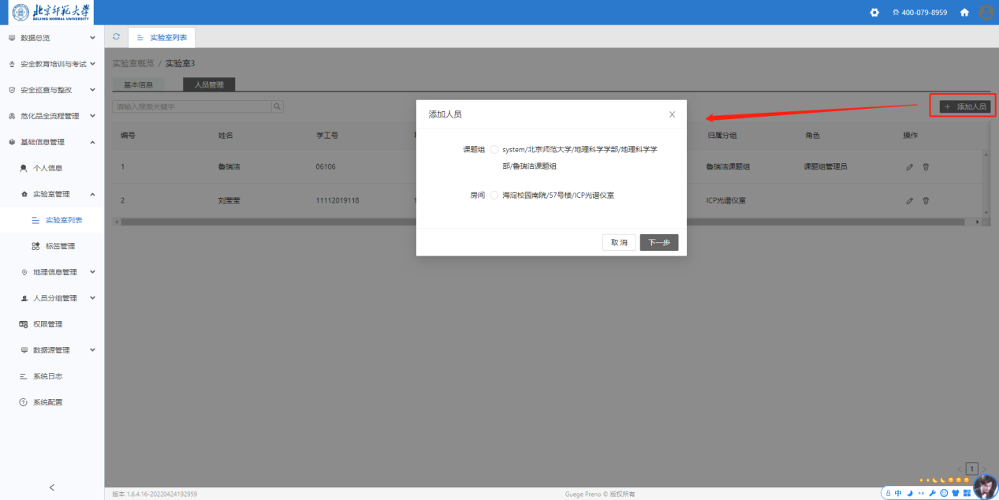 北京师范大学
BEIJING NORMAL UNIVERSITY
400-079-8959
数据总览
安全教育培训与考试
安全巡查与整改
危化品全流程管理
基础信息管理
个人信息
实验室管理
实验室列表
标签管理
地理信息管理
人员分组管理
权限管理
数据源管理
系统日志
系统配置
实验室列表
实验室概览 / 实验室3
基本信息 人员管理
请输入搜索关键字
+ 添加人员
编号 姓名 学工号 归属分组 角色 操作
1 鲁瑞洁 06106 鲁瑞洁课题组 课题组管理员
2 刘莹莹 11112019118 1 ICP光谱仪室
添加人员 X
课题组 system/北京师范大学/地理科学学部/地理科学学
部/鲁瑞洁课题组
房间 海淀校园南院/57号楼/ICP光谱仪室
取 消 下一步
< 1 >
版本 1.6.4.16-20220424192959
Guege Preno © 版权所有
中